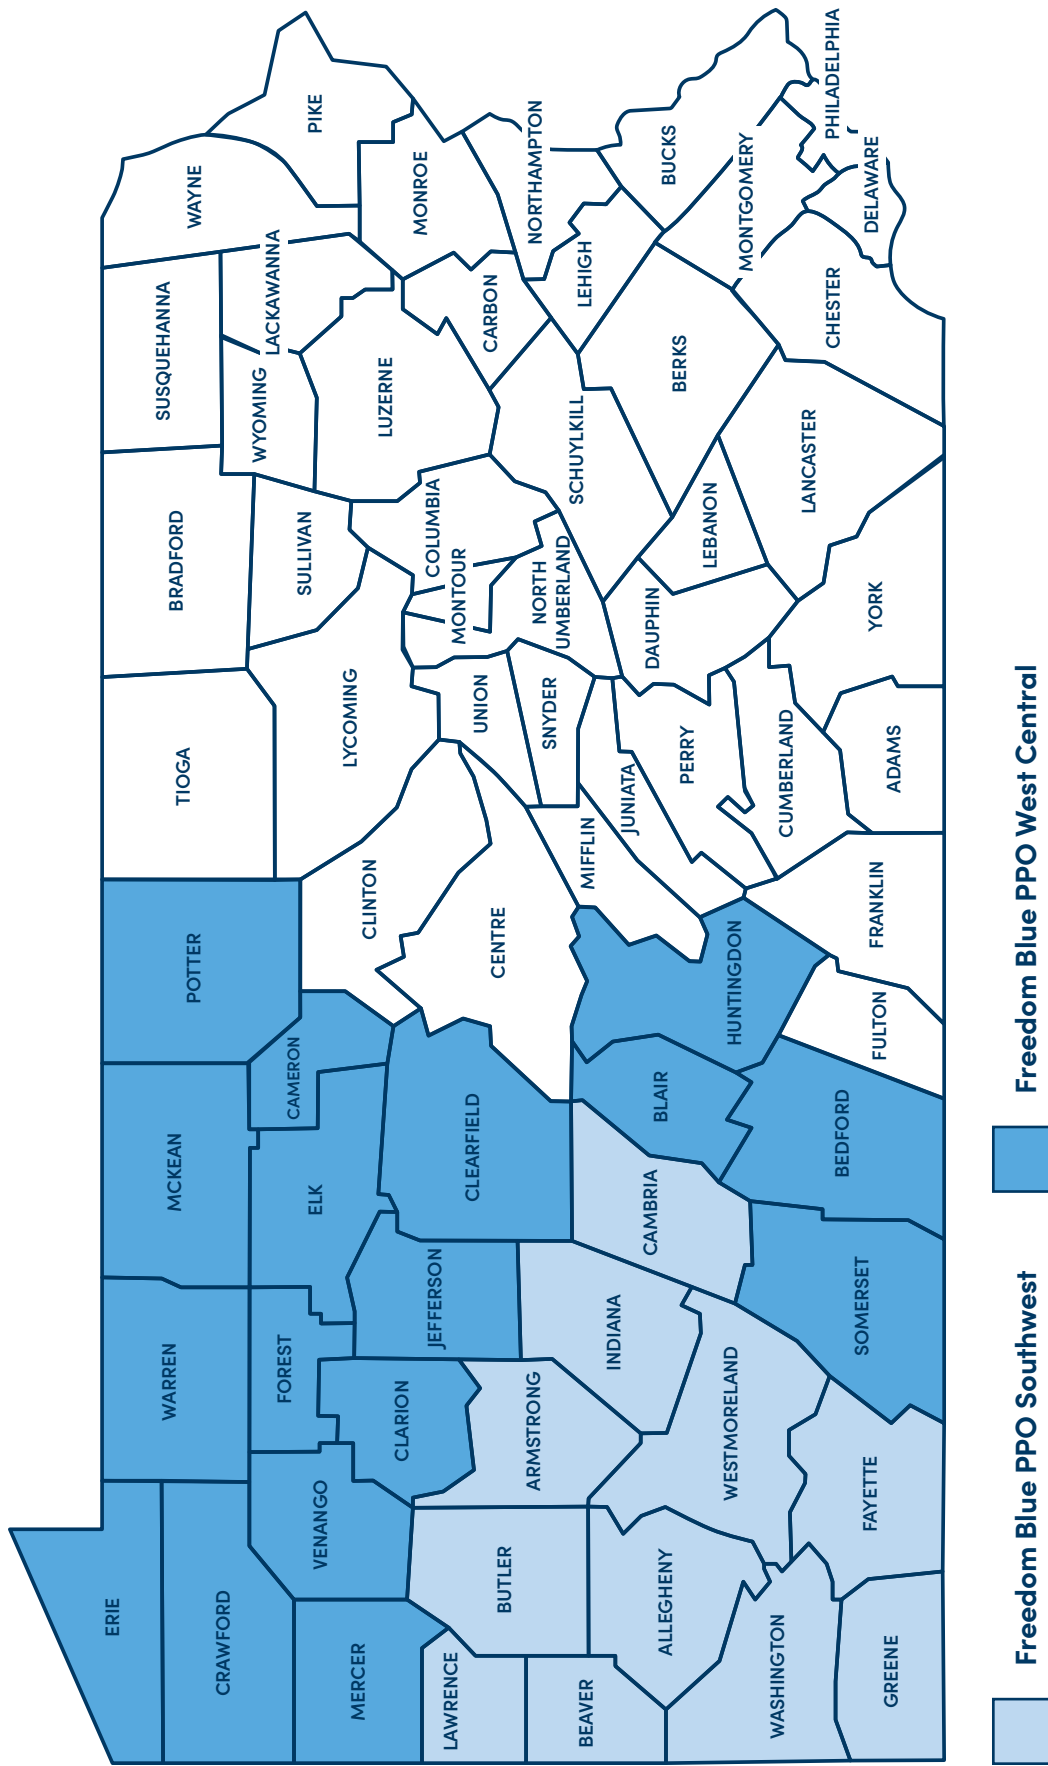 ERIE
CRAWFORD
MERCER
LAWRENCE
BEAVER
WASHINGTON
GREENE
VENANGO
BUTLER
ALLEGHENY
FAYETTE
WARREN
FOREST
CLARION
ARMSTRONG
WESTMORELAND
JEFFERSON
INDIANA
SOMERSET
MCKEAN
ELK
CLEARFIELD
CAMBRIA
BEDFORD
CAMERON
BLAIR
POTTER
HUNTINGDON
FULTON
CLINTON
CENTRE
FRANKLIN
TIOGA
LYCOMING
MIFFLIN
JUNIATA
PERRY
CUMBERLAND
ADAMS
UNION
SNYDER
BRADFORD
SULLIVAN
COLUMBIA
MONTOUR
NORTH
UMBERLAND
DAUPHIN
LEBANON
YORK
SUSQUEHANNA
WYOMING
LACKAWANNA
LUZERNE
SCHUYLKILL
BERKS
LANCASTER
WAYNE
PIKE
MONROE
CARBON
NORTHAMPTON
LEHIGH
BUCKS
MONTGOMERY
CHESTER
DELAWARE
PHILADELPHIA
Freedom Blue PPO Southwest
Freedom Blue PPO West Central